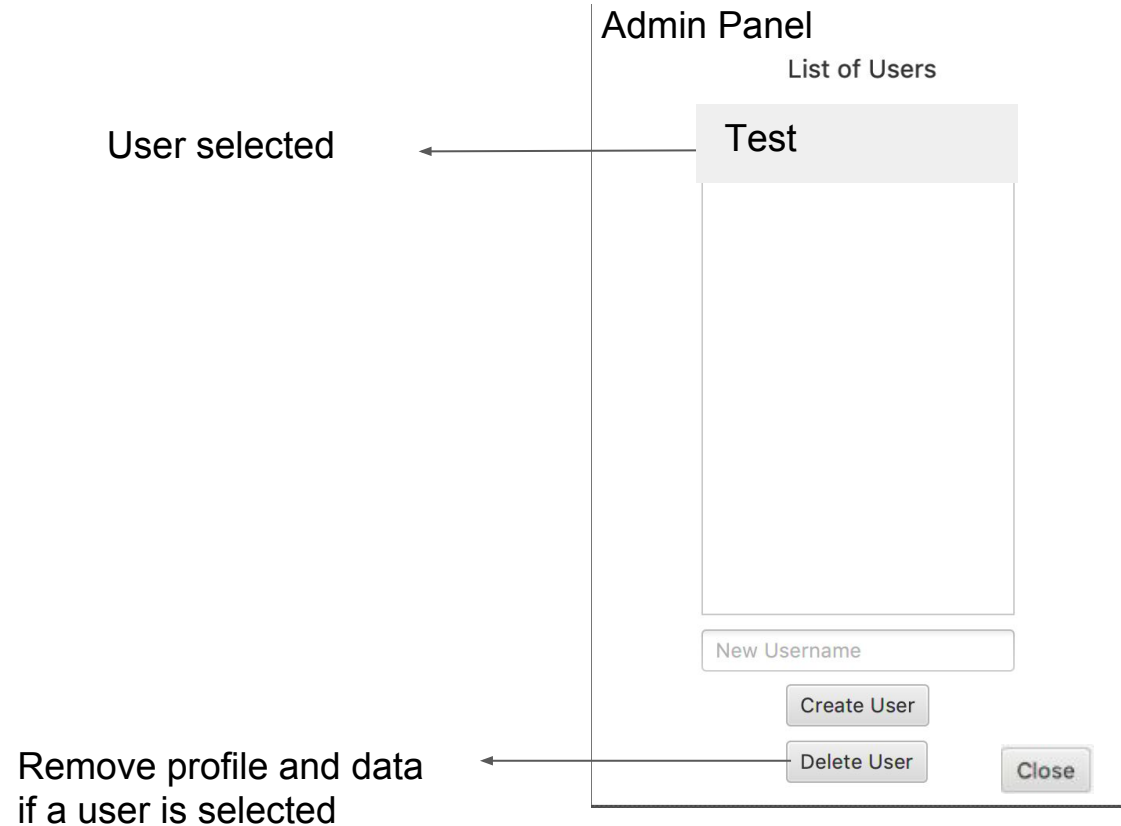 Admin Panel
List of Users
User selected
Test
New Username
Create User
Delete User
Close
Remove profile and data
if a user is selected